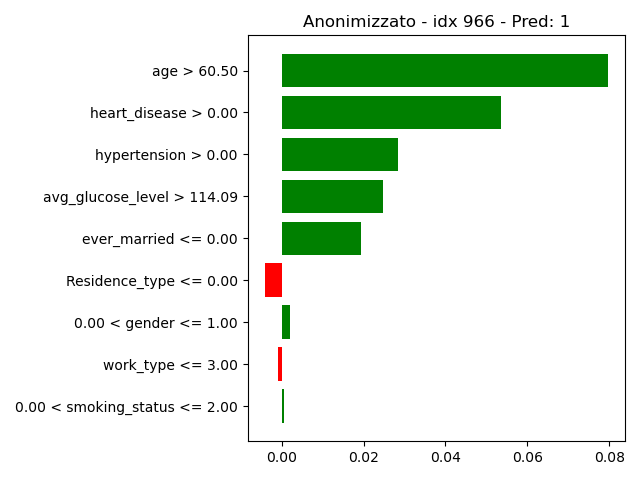 Anonimizzato - idx 966 - Pred: 1
age > 60.50
heart_disease > 0.00
hypertension > 0.00
avg_glucose_level > 114.09
ever_married <= 0.00
Residence_type <= 0.00
0.00 < gender <= 1.00
work_type <= 3.00
0.00 < smoking_status <= 2.00
0.00 0.02 0.04 0.06 0.08